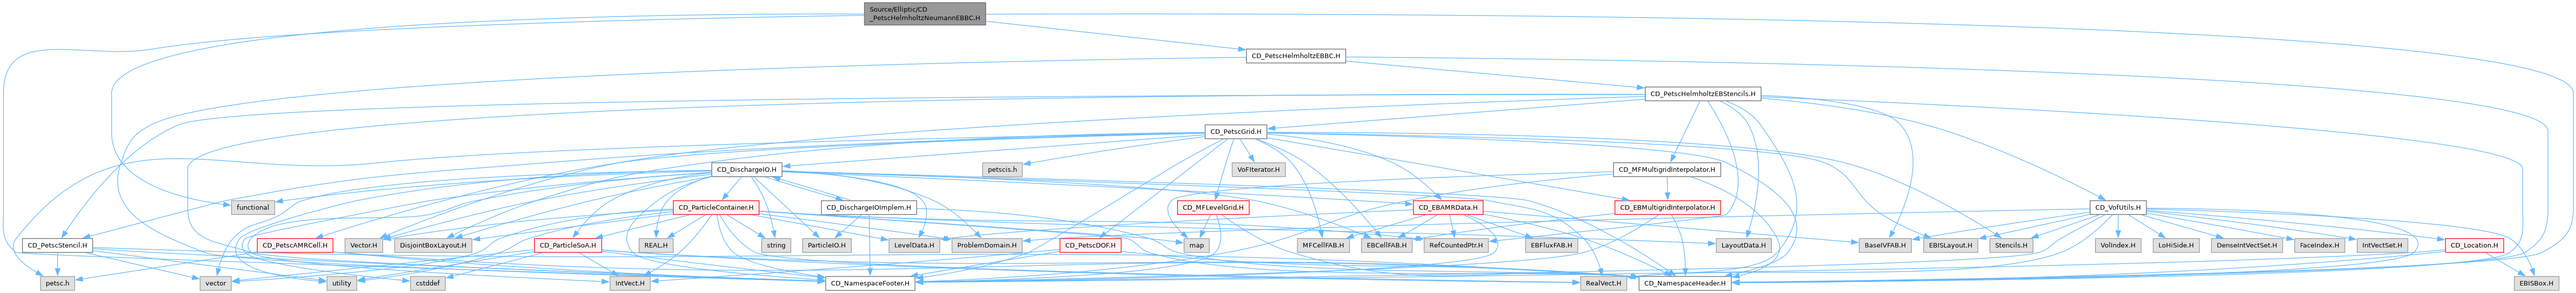 Source/Elliptic/CD
_PetscHelmholtzNeumannEBBC.H
CD_PetscHelmholtzEBBC.H
CD_PetscHelmholtzEBStencils.H
CD_PetscGrid.H
CD_DischargeIO.H
petscis.h
VoFIterator.H
CD_MFMultigridInterpolator.H
functional
CD_ParticleContainer.H
CD_DischargeIOImplem.H
CD_MFLevelGrid.H
CD_EBAMRData.H
CD_EBMultigridInterpolator.H
CD_VofUtils.H
CD_PetscStencil.H
CD_PetscAMRCell.H
Vector.H
DisjointBoxLayout.H
CD_ParticleSoA.H
REAL.H
string
ParticleIO.H
LevelData.H
ProblemDomain.H
CD_PetscDOF.H
map
MFCellFAB.H
EBCellFAB.H
RefCountedPtr.H
EBFluxFAB.H
LayoutData.H
BaseIVFAB.H
EBISLayout.H
Stencils.H
VolIndex.H
LoHiSide.H
DenseIntVectSet.H
FaceIndex.H
IntVectSet.H
CD_Location.H
petsc.h
vector
utility
cstddef
IntVect.H
CD_NamespaceFooter.H
RealVect.H
CD_NamespaceHeader.H
EBISBox.H